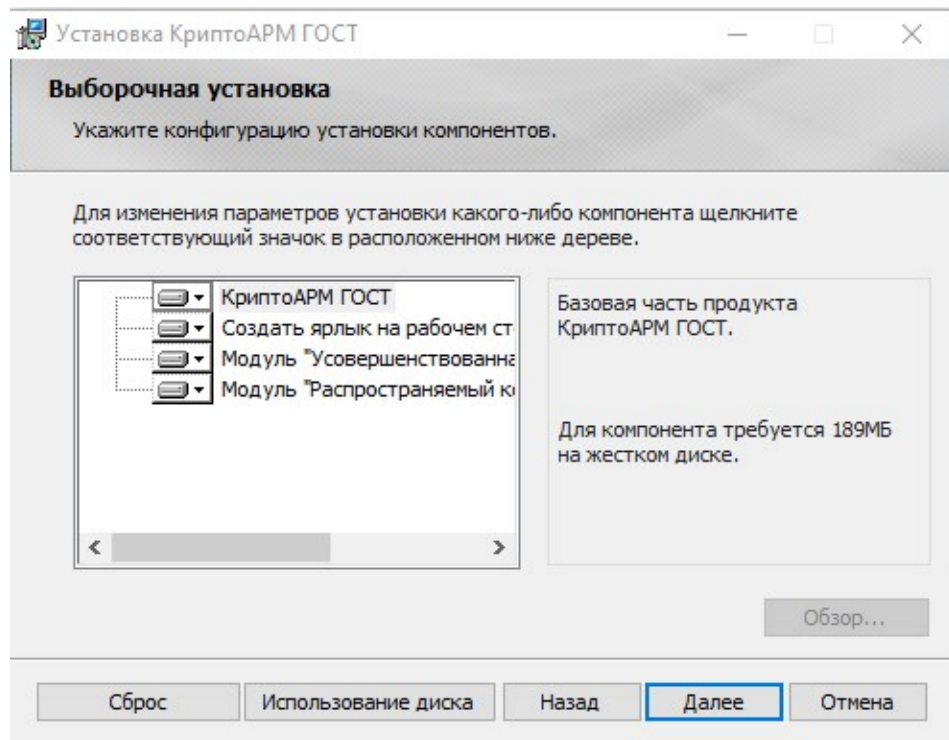 Установка КриптоАРМ ГОСТ
Выборочная установка
Укажите конфигурацию установки компонентов.
Для изменения параметров установки какого-либо компонента щелкните
соответствующий значок в расположенном ниже дереве.
КриптоАРМ ГОСТ
Создать ярлык на рабочем ст
Модуль "Усовершенствованна
Модуль "Распространяемый к
Базовая часть продукта
КриптоАРМ ГОСТ.
Для компонента требуется 189МБ
на жестком диске.
Обзор...
Сброс
Использование диска
Назад
Далее
Отмена